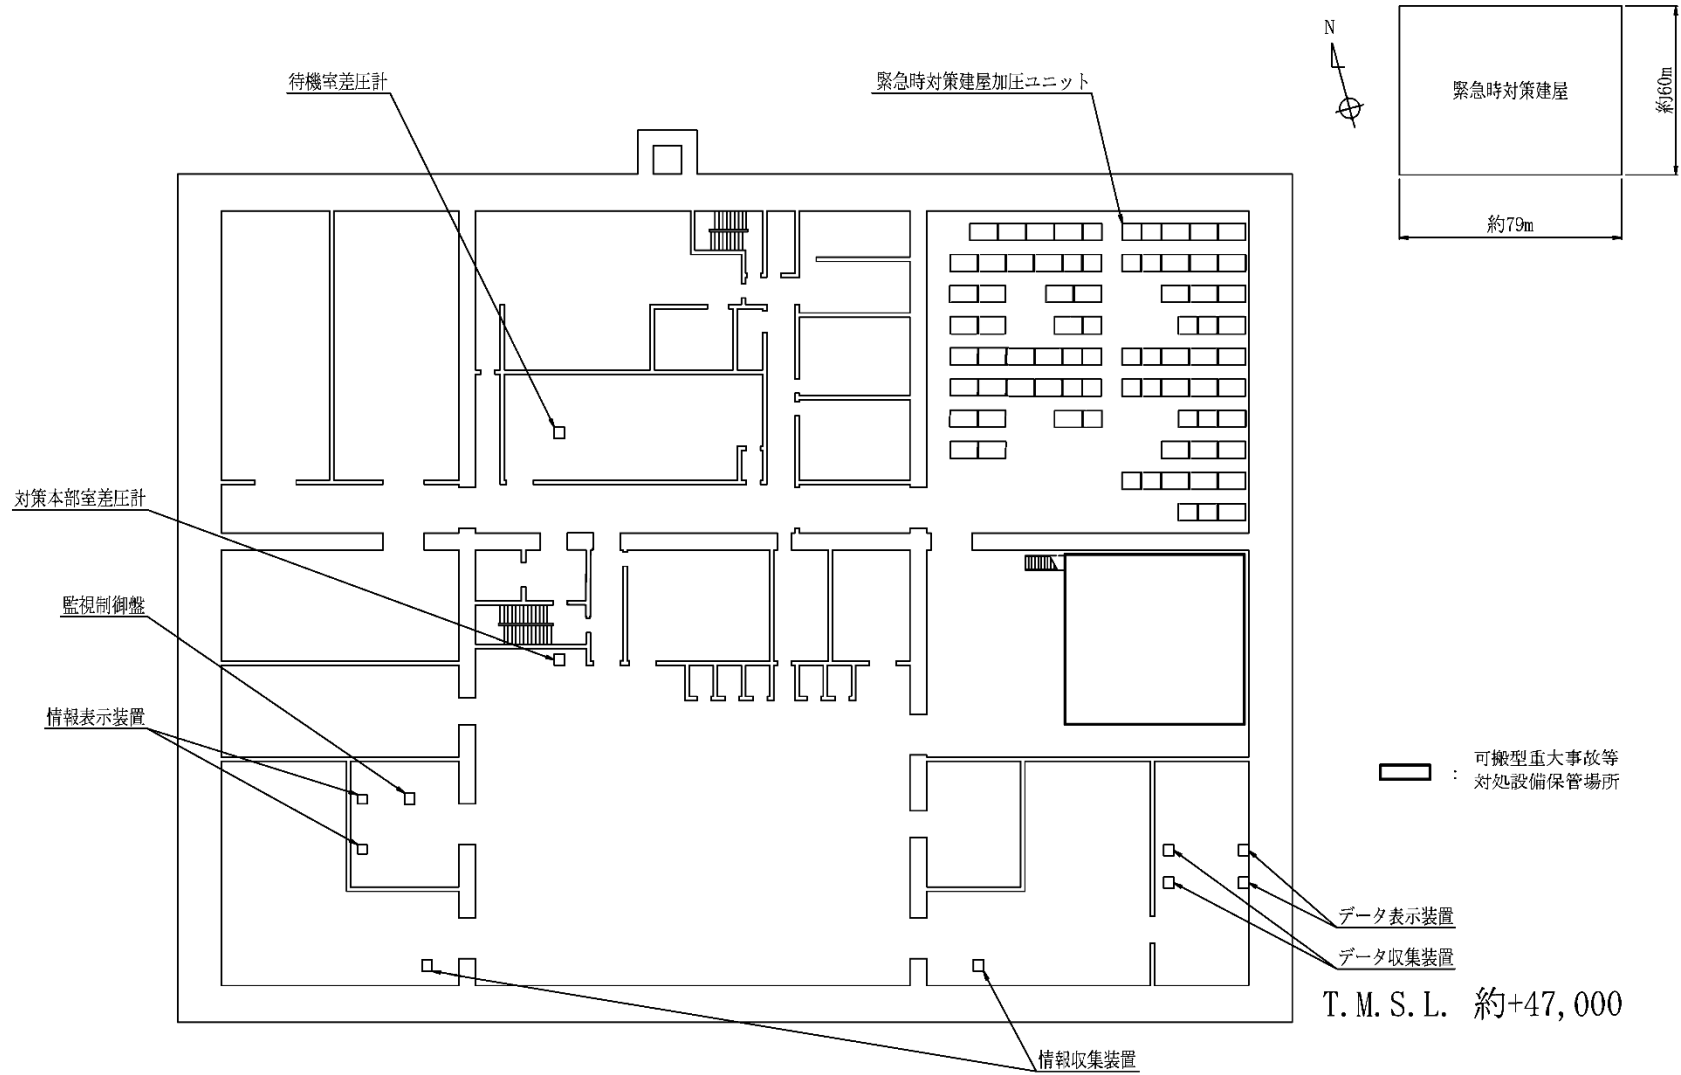 N
待機室差圧計
緊急時対策建屋加圧ユニット
緊急時対策建屋
約60m
約79m
対策本部室差圧計
監視制御盤
情報表示装置
: 可搬型重大事故等
対処設備保管場所
データ表示装置
データ収集装置
T.M.S.L. 約+47,000
情報収集装置